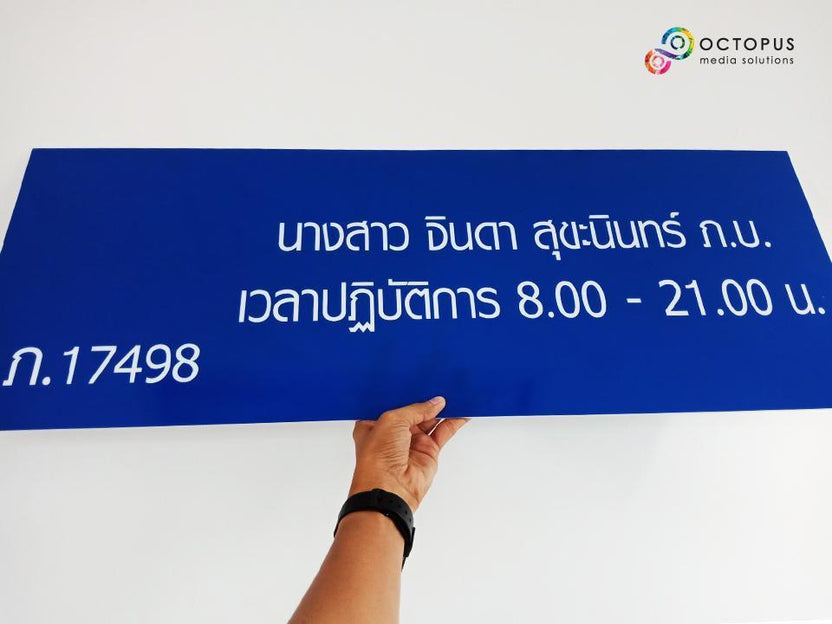 OCTOPUS
media solutions
นางสาว จินดา สุขะนินทร์ ภ.บ.
เวลาปฏิบัติการ 8.00 - 21.00 น.
ภ.17498